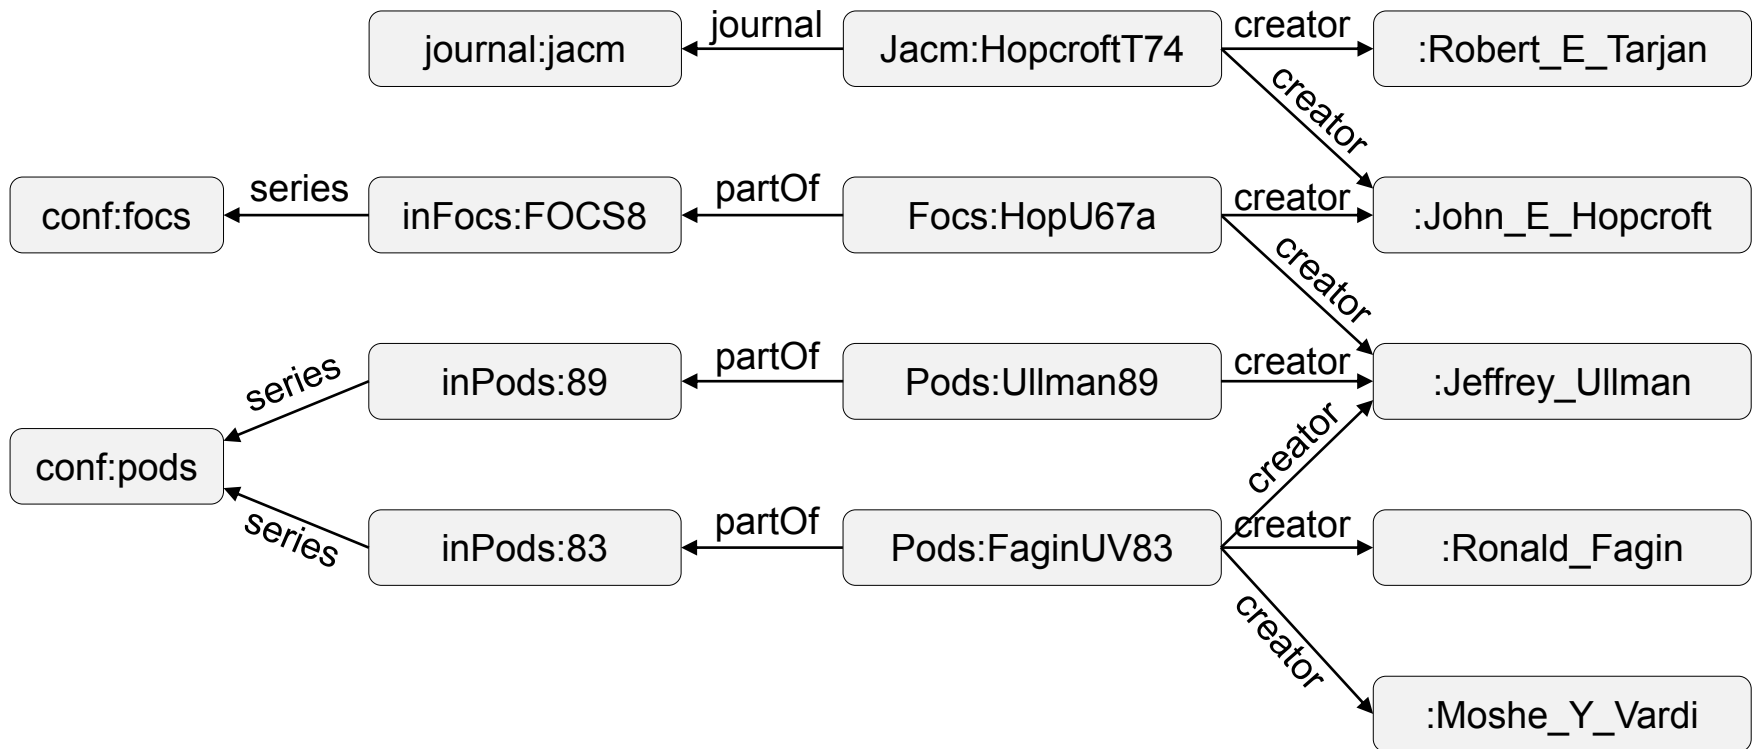 journal:jacm
journal
Jacm:HopcroftT74
creator
:Robert_E_Tarjan
creator
conf:focs
series
inFocs:FOCS8
partOf
Focs:HopU67a
creator
:John_E_Hopcroft
creator
series
inPods:89
partOf
Pods:Ullman89
creator
:Jeffrey_Ullman
conf:pods
creator
series
inPods:83
partOf
Pods:FaginUV83
creator
:Ronald_Fagin
creator
:Moshe_Y_Vardi